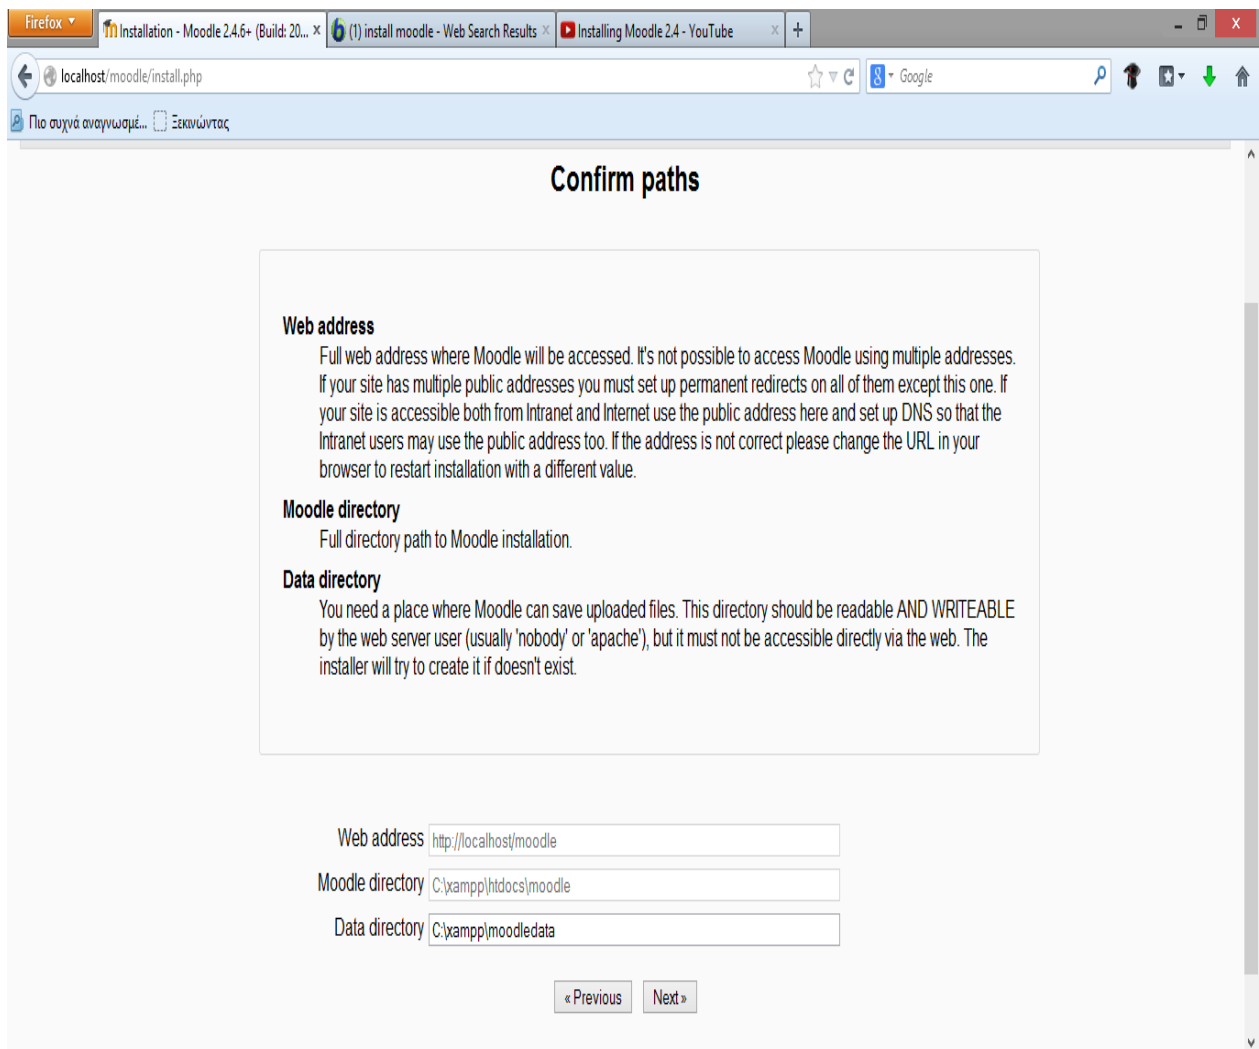 Firefox
Installation - Moodle 2.4.6+ (Build: 20... ×
(1) install moodle - Web Search Results ×
Installing Moodle 2.4 - YouTube ×
localhost/moodle/install.php
Google
Πιο συχνά αναγνωσμέ...
Ξεκινώντας
Confirm paths
Web address
Full web address where Moodle will be accessed. It's not possible to access Moodle using multiple addresses.
If your site has multiple public addresses you must set up permanent redirects on all of them except this one. If
your site is accessible both from Intranet and Internet use the public address here and set up DNS so that the
Intranet users may use the public address too. If the address is not correct please change the URL in your
browser to restart installation with a different value.
Moodle directory
Full directory path to Moodle installation.
Data directory
You need a place where Moodle can save uploaded files. This directory should be readable AND WRITEABLE
by the web server user (usually 'nobody' or 'apache'), but it must not be accessible directly via the web. The
installer will try to create it if doesn't exist.
Web address http://localhost/moodle
Moodle directory C:\xampp\htdocs\moodle
Data directory C:\xampp\moodledata
« Previous Next »